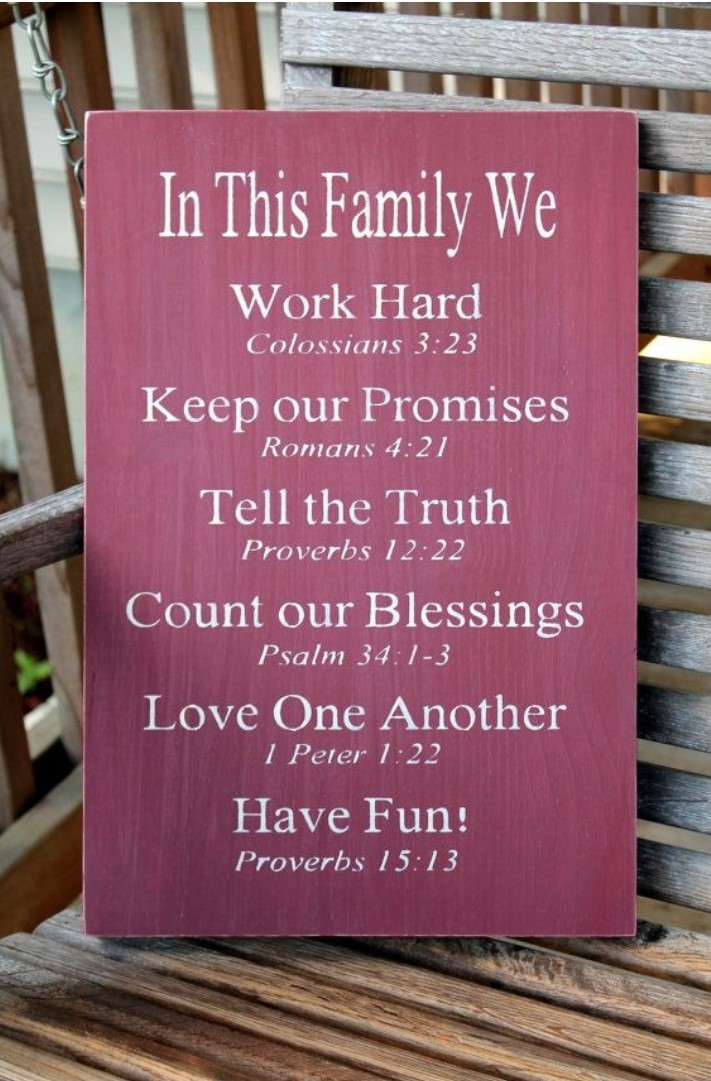 In This Family We
Work Hard
Colossians 3:23
Keep our Promises
Romans 4:21
Tell the Truth
Proverbs 12:22
Count our Blessings
Psalm 34:1-3
Love One Another
1 Peter 1:22
Have Fun!
Proverbs 15:13